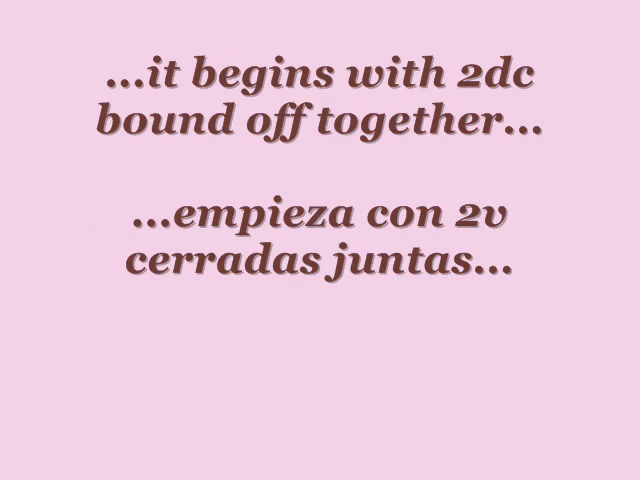 ...it begins with 2dc
bound off together...
...empieza con 2v
cerradas juntas...